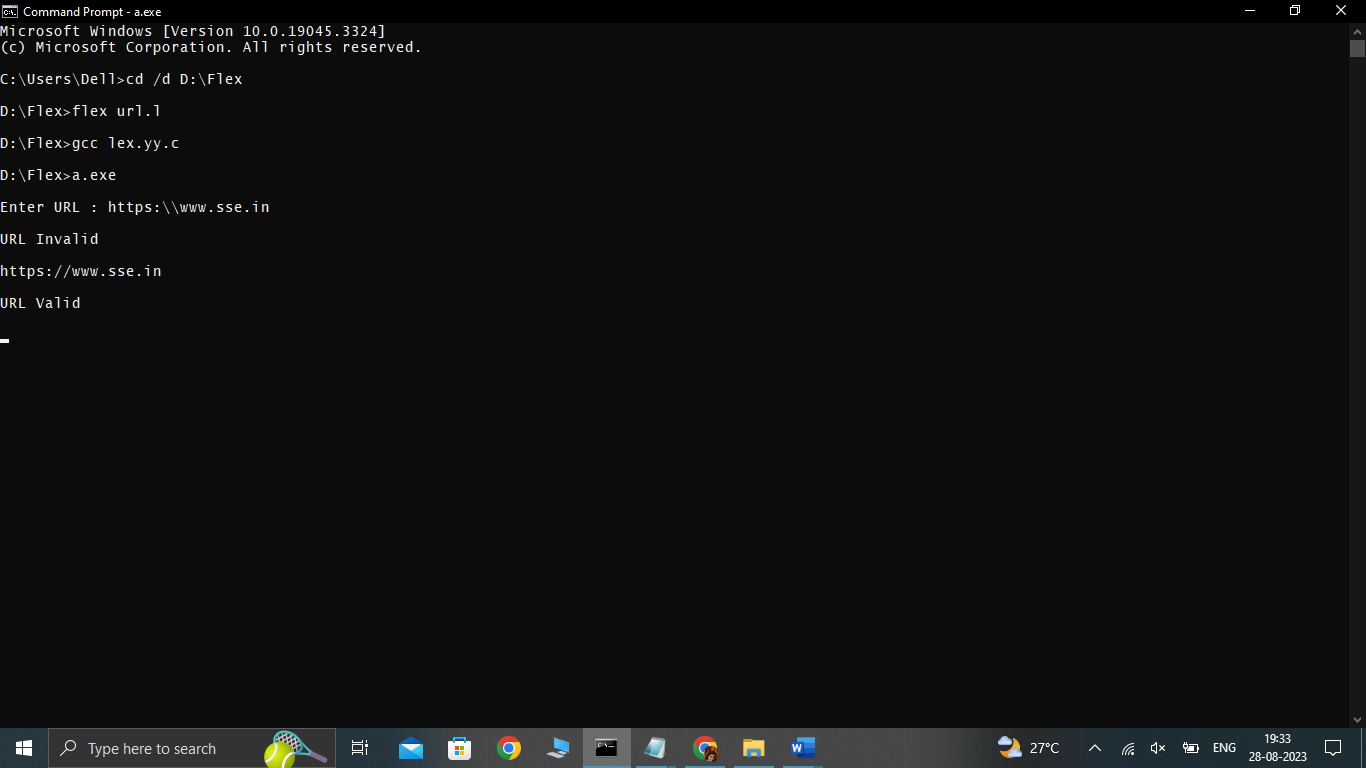 Command Prompt - a.exe
Microsoft Windows [Version 10.0.19045.3324]
(c) Microsoft Corporation. All rights reserved.
C:\Users\Dell>cd /d D:\Flex
D:\Flex>flex url.l
D:\Flex>gcc lex.yy.c
D:\Flex>a.exe
Enter URL : https:\\www.sse.in
URL Invalid
https://www.sse.in
URL Valid
Type here to search
27°C
ENG
19:33
28-08-2023